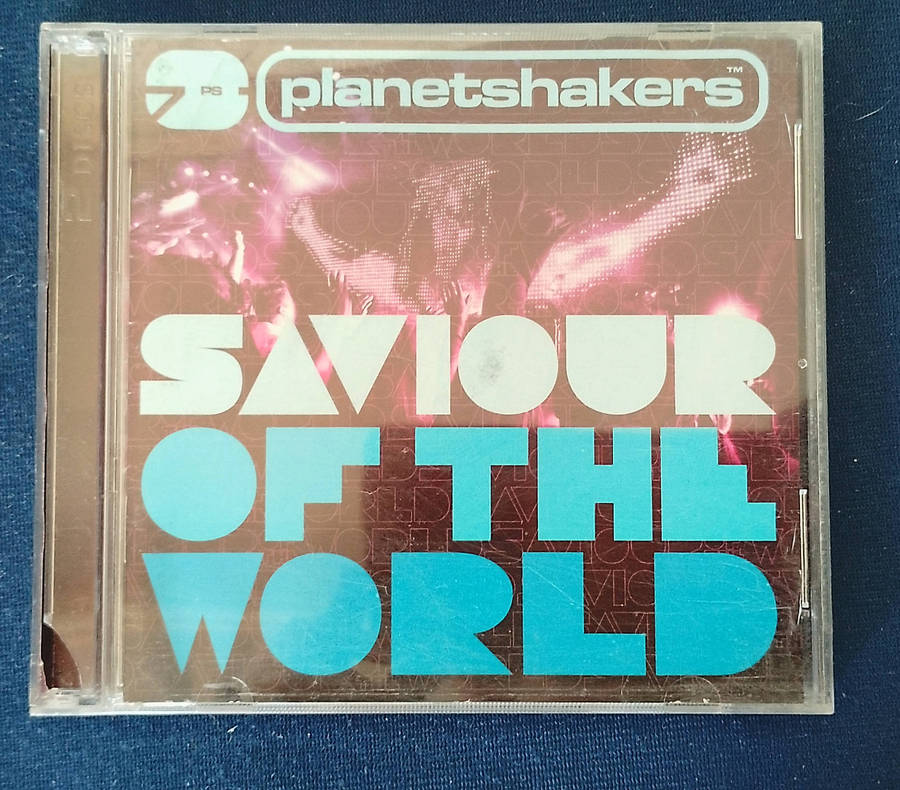 PS
planetshakers™
SAVIOUR
OF THE
WORLD
2 DISCS